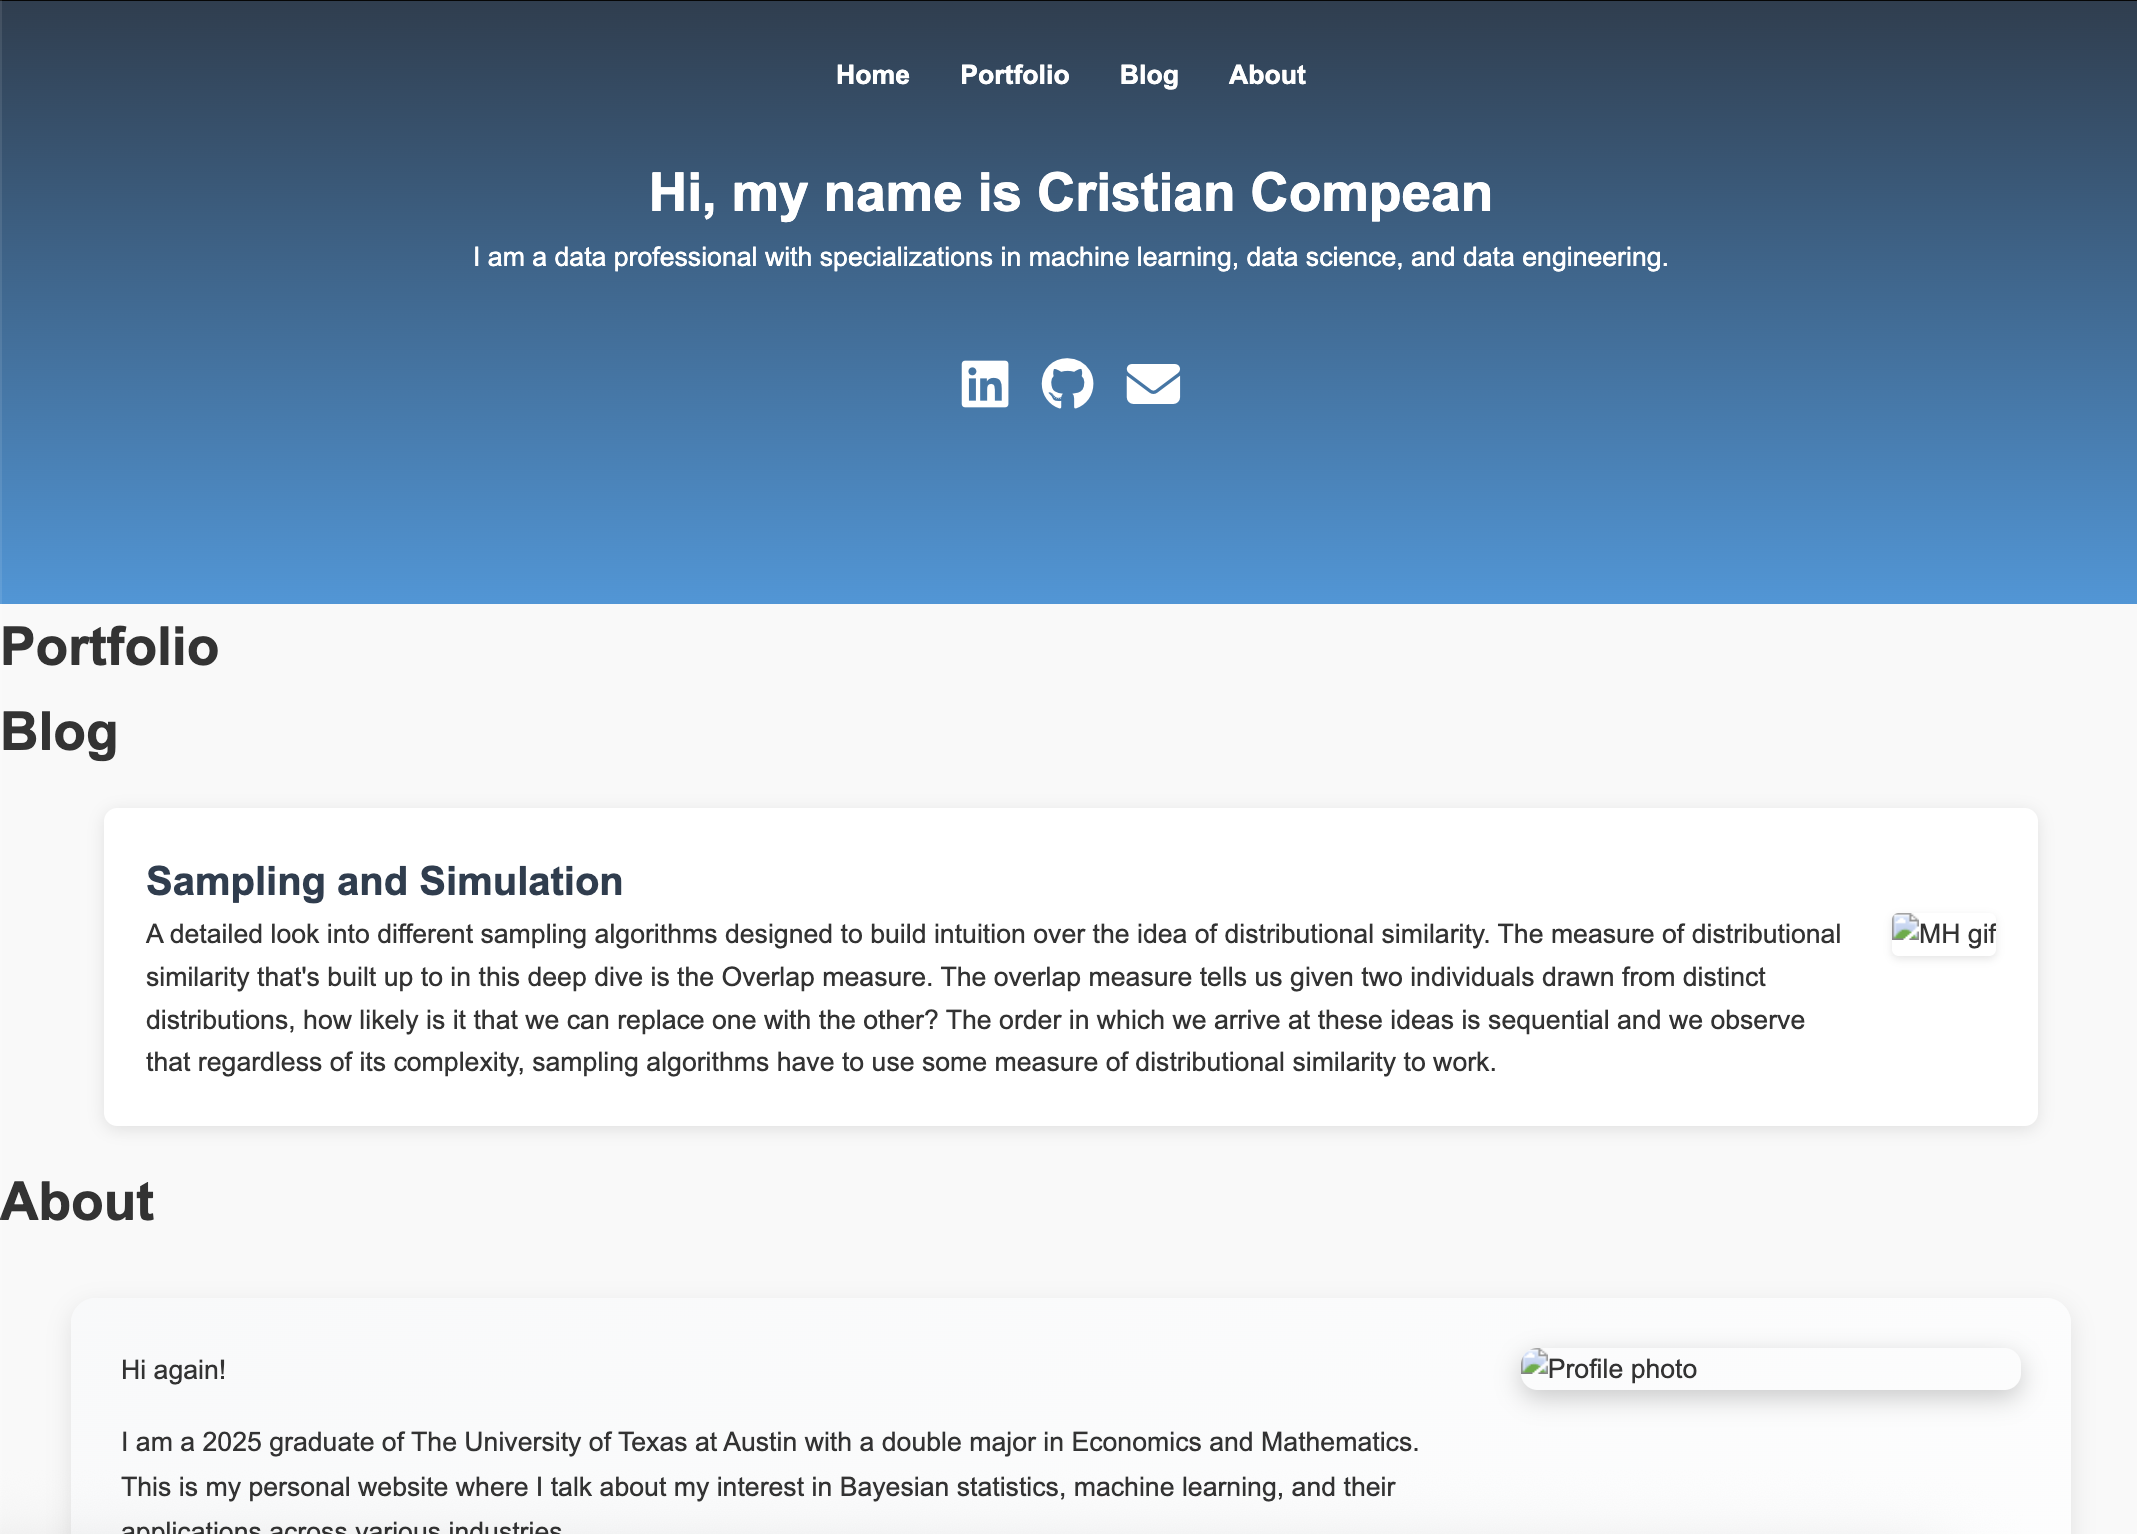 Home Portfolio Blog About
Hi, my name is Cristian Compean
I am a data professional with specializations in machine learning, data science, and data engineering.
in
Portfolio
Blog
Sampling and Simulation
A detailed look into different sampling algorithms designed to build intuition over the idea of distributional similarity. The measure of distributional
similarity that's built up to in this deep dive is the Overlap measure. The overlap measure tells us given two individuals drawn from distinct
distributions, how likely is it that we can replace one with the other? The order in which we arrive at these ideas is sequential and we observe
that regardless of its complexity, sampling algorithms have to use some measure of distributional similarity to work.
MH gif
About
Hi again!
Profile photo
I am a 2025 graduate of The University of Texas at Austin with a double major in Economics and Mathematics.
This is my personal website where I talk about my interest in Bayesian statistics, machine learning, and their
applications across various industries.